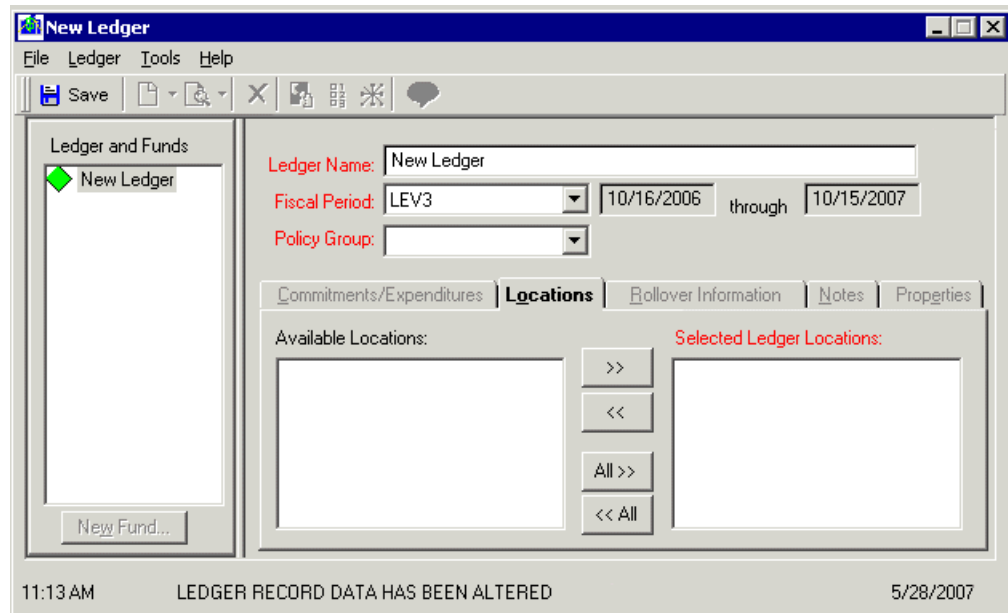 New Ledger
File Ledger Tools Help
Save
Ledger and Funds
New Ledger
New Fund...
Ledger Name: New Ledger
Fiscal Period: LEV3 10/16/2006 through 10/15/2007
Policy Group:
Commitments/Expenditures Locations Rollover Information Notes Properties
Available Locations: Selected Ledger Locations:
>>
<<
All >>
<< All
11:13 AM LEDGER RECORD DATA HAS BEEN ALTERED 5/28/2007